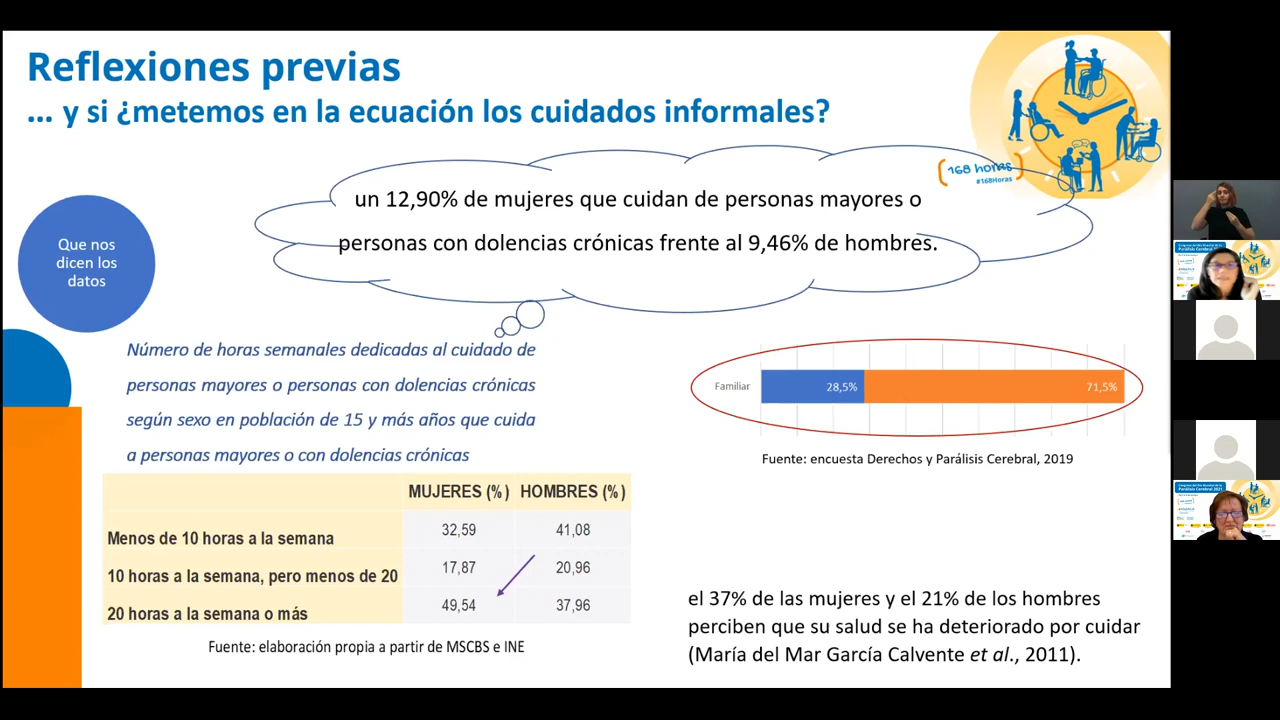 Reflexiones previas
... y si ¿metemos en la ecuación los cuidados informales?
168 horas
#168Horas
un 12,90% de mujeres que cuidan de personas mayores o
personas con dolencias crónicas frente al 9,46% de hombres.
Que nos
dicen los
datos
Número de horas semanales dedicadas al cuidado de
personas mayores o personas con dolencias crónicas
según sexo en población de 15 y más años que cuida
a personas mayores o con dolencias crónicas
MUJERES (%) HOMBRES (%)
Menos de 10 horas a la semana 32,59 41,08
10 horas a la semana, pero menos de 20 17,87 20,96
20 horas a la semana o más 49,54 37,96
Fuente: elaboración propia a partir de MSCBS e INE
Familiar 28,5% 71,5%
Fuente: encuesta Derechos y Parálisis Cerebral, 2019
el 37% de las mujeres y el 21% de los hombres
perciben que su salud se ha deteriorado por cuidar
(María del Mar García Calvente et al., 2011).
Parálisis Cerebral 2021